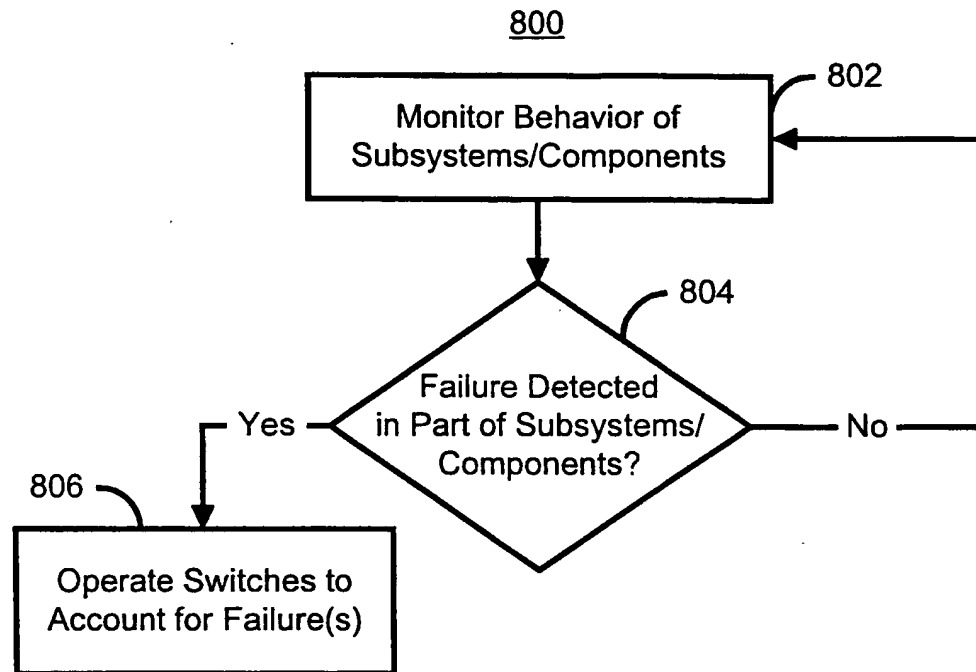 800
802
Monitor Behavior of
Subsystems/Components
804
Failure Detected
in Part of Subsystems/
Components?
Yes
No
806
Operate Switches to
Account for Failure(s)